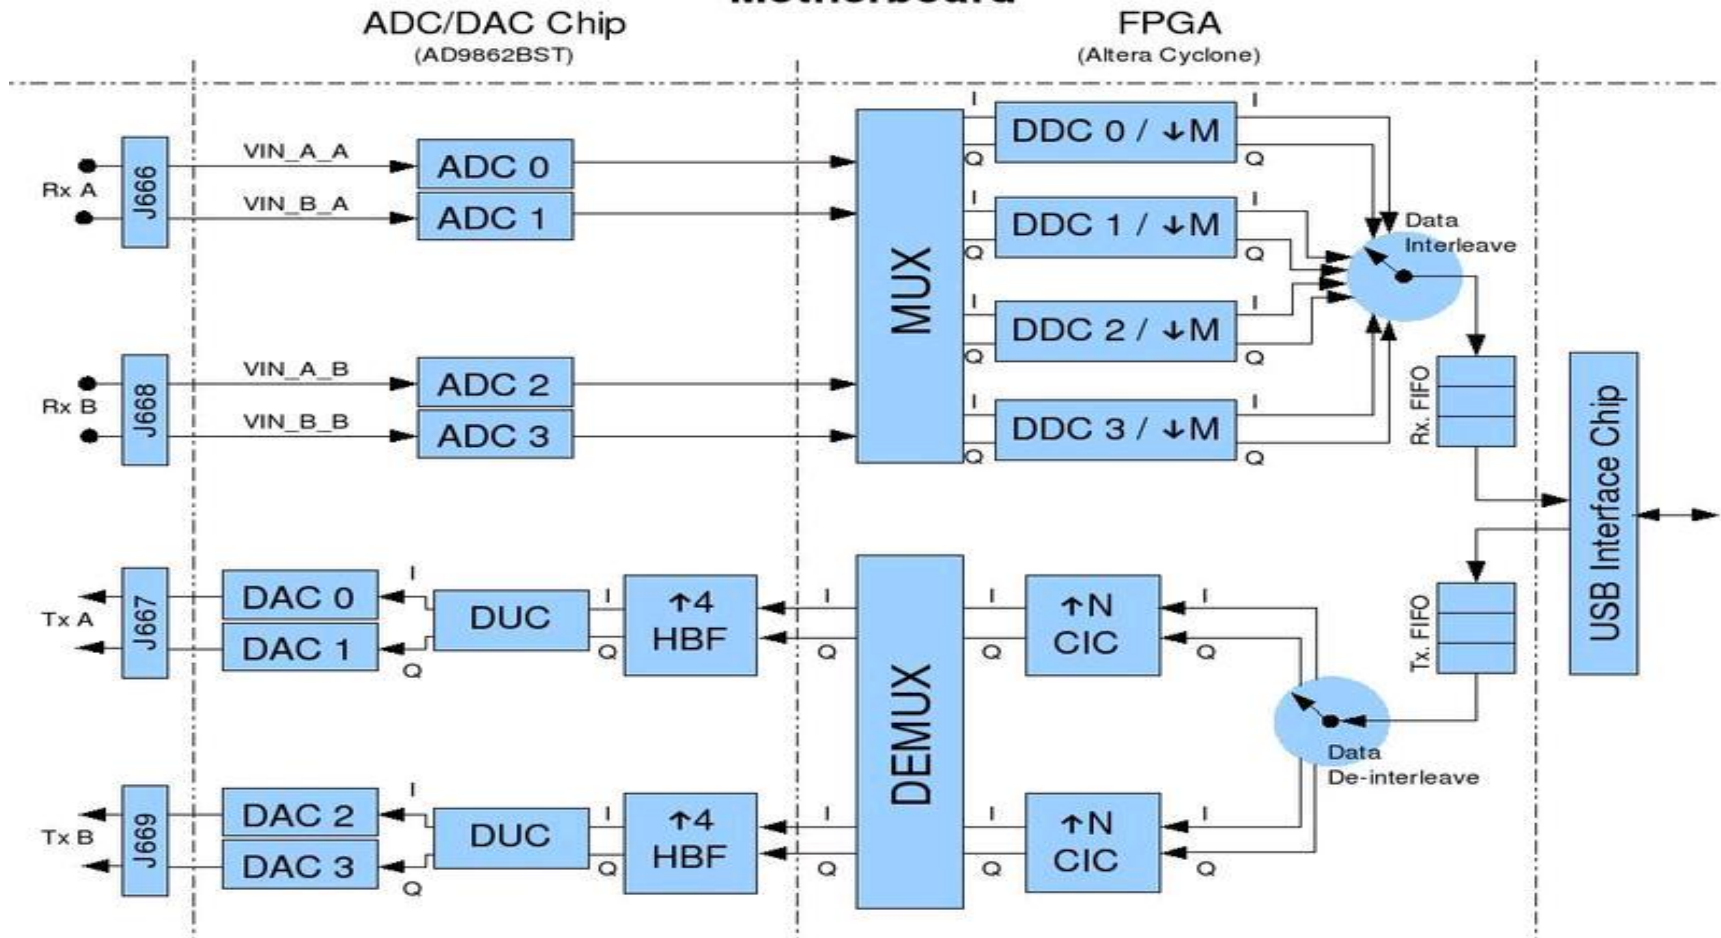 Motherboard
ADC/DAC Chip
(AD9862BST)
FPGA
(Altera Cyclone)
Rx A
J666
VIN_A_A
VIN_B_A
ADC 0
ADC 1
Rx B
J668
VIN_A_B
VIN_B_B
ADC 2
ADC 3
MUX
I
Q
DDC 0 / ↓M
I
Q
I
Q
DDC 1 / ↓M
I
Q
I
Q
DDC 2 / ↓M
I
Q
I
Q
DDC 3 / ↓M
I
Q
Data
Interleave
Rx. FIFO
USB Interface Chip
Tx. FIFO
Tx A
J667
DAC 0
DAC 1
I
Q
DUC
I
Q
↑4
HBF
I
Q
DEMUX
I
Q
↑N
CIC
I
Q
Data
De-interleave
Tx B
J669
DAC 2
DAC 3
I
Q
DUC
I
Q
↑4
HBF
I
Q
I
Q
↑N
CIC
I
Q